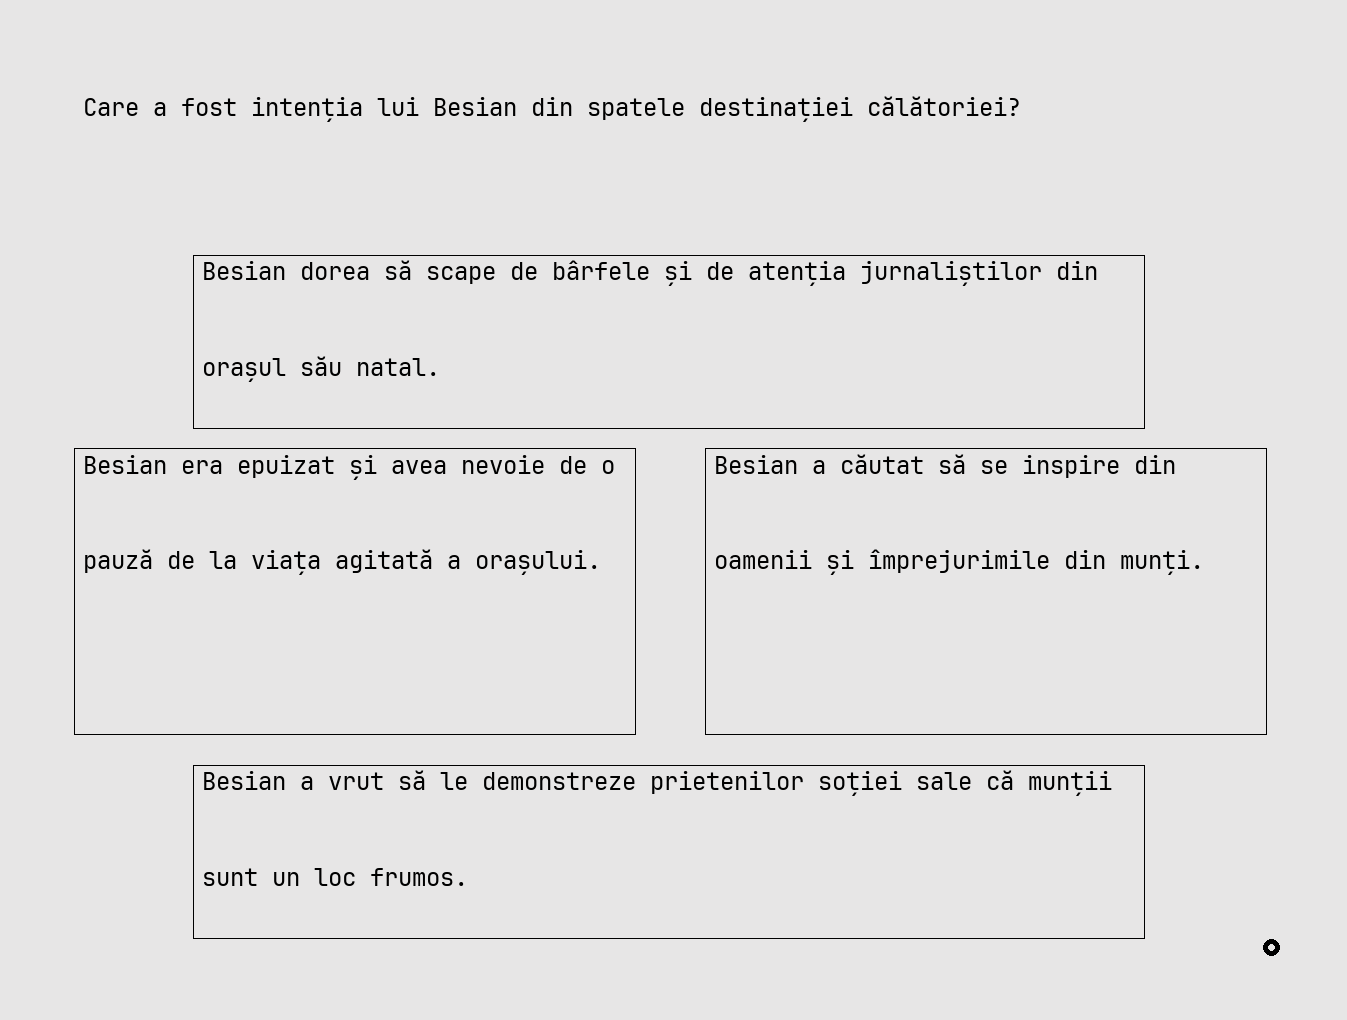 Care a fost intenția lui Besian din spatele destinației călătoriei?
Besian dorea să scape de bârfele și de atenția jurnaliștilor din
orașul său natal.
Besian era epuizat și avea nevoie de o
pauză de la viața agitată a orașului.
Besian a căutat să se inspire din
oamenii și împrejurimile din munți.
Besian a vrut să le demonstreze prietenilor soției sale că munții
sunt un loc frumos.